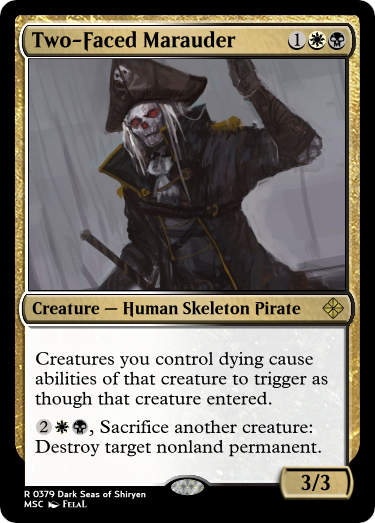 Two-Faced Marauder 1
Creature — Human Skeleton Pirate
Creatures you control dying cause
abilities of that creature to trigger as
though that creature entered.
2, Sacrifice another creature:
Destroy target nonland permanent.
3/3
R 0379 Dark Seas of Shiryen
MSC FelaL